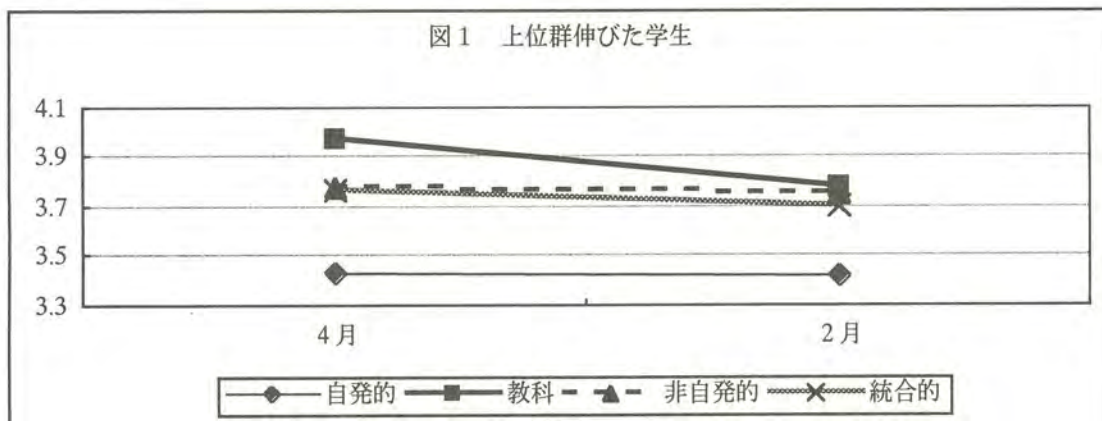 図1 上位群伸びた学生
4.1
3.9
3.7
3.5
3.3
4月 2月
自発的 教科 非自発的 統合的